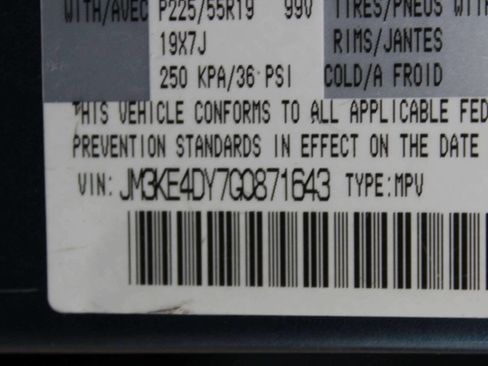 WITH/AVEC P225/55R19 99V TIRES/PNEUS WITH
19X7J RIMS/JANTES
250 KPA/36 PSI COLD/A FROID
THIS VEHICLE CONFORMS TO ALL APPLICABLE FED
PREVENTION STANDARDS IN EFFECT ON THE DATE
VIN: JM3KE4DY7G0871643 TYPE:MPV